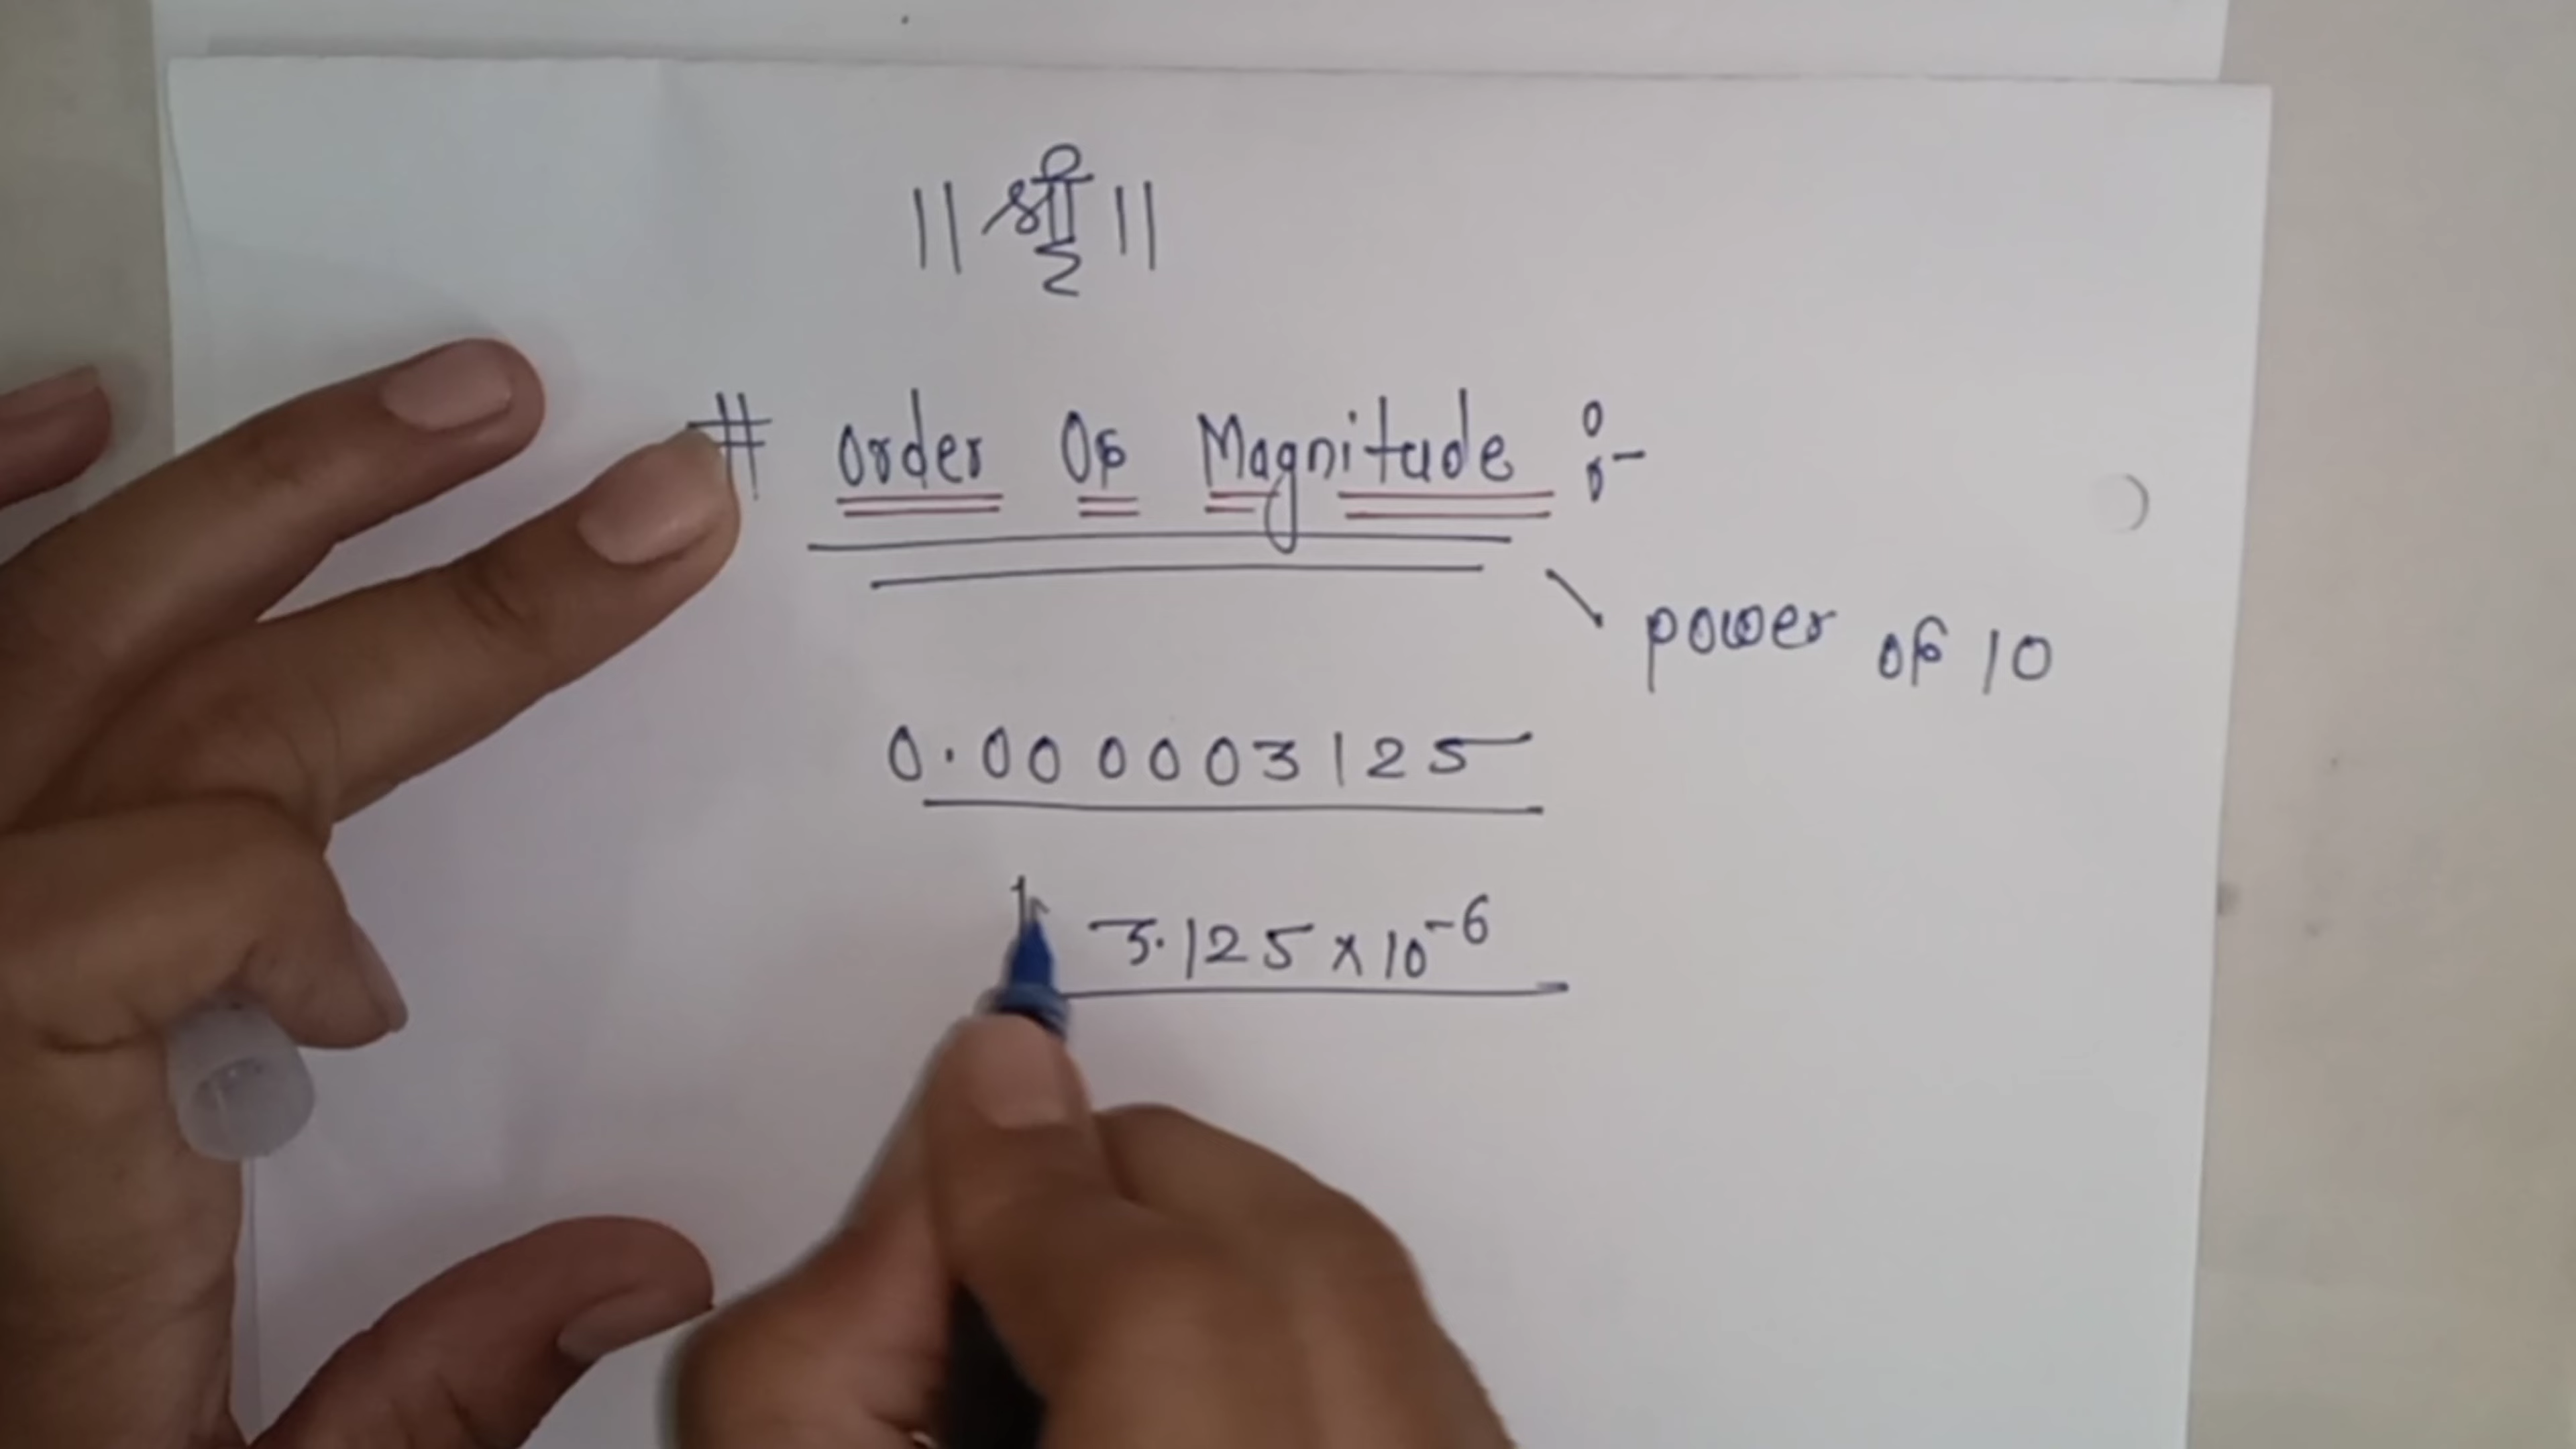 || श्री ||
# Order Of Magnitude :-
power of 10
0.000003125
3.125 x 10⁻⁶